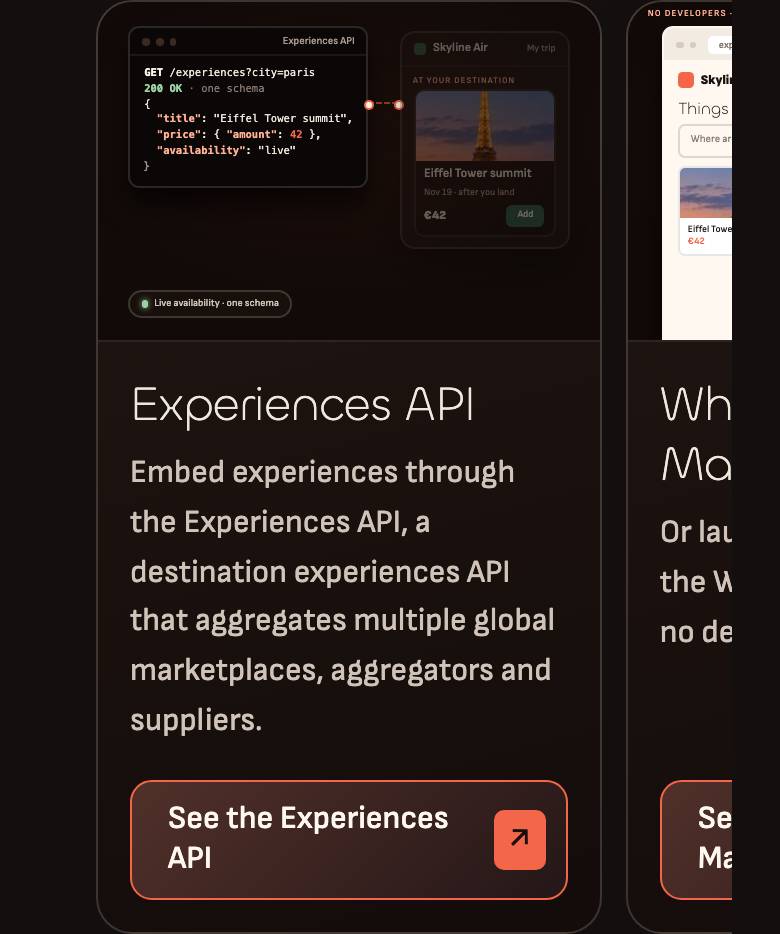 Experiences API
GET /experiences?city=paris
200 OK · one schema
{
"title": "Eiffel Tower summit",
"price": { "amount": 42 },
"availability": "live"
}
Skyline Air
My trip
AT YOUR DESTINATION
Eiffel Tower summit
Nov 19 · after you land
€42
Add
Live availability · one schema
Experiences API
Embed experiences through
the Experiences API, a
destination experiences API
that aggregates multiple global
marketplaces, aggregators and
suppliers.
See the Experiences
API
NO DEVELOPERS ·
Things
Where
€42
Or
the
no